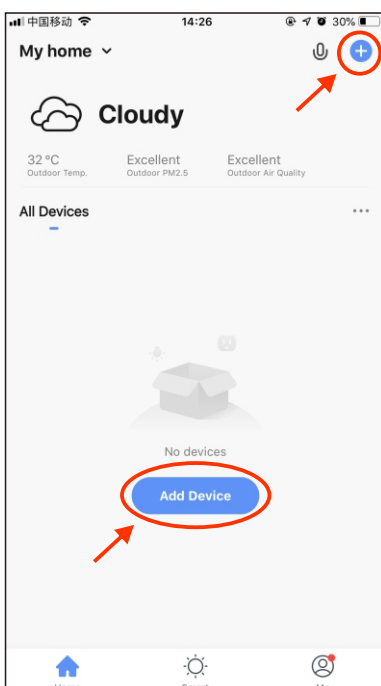 中国移动 14:26 30%
My home
Cloudy
32 °C Excellent Excellent
Outdoor Temp. Outdoor PM2.5 Outdoor Air Quality
All Devices
No devices
Add Device